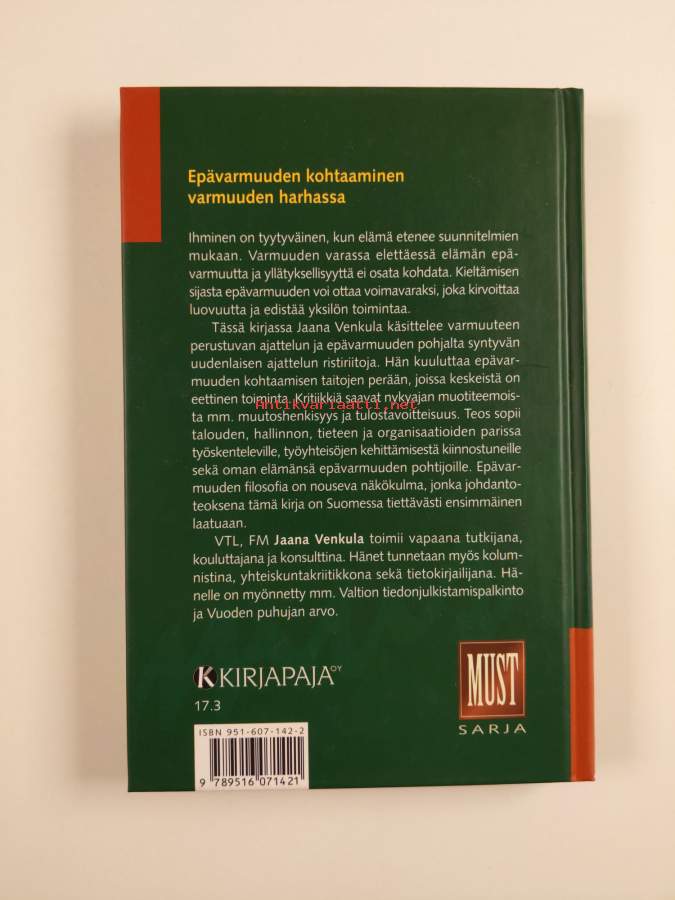 Epävarmuuden kohtaaminen
varmuuden harhassa
Ihminen on tyytyväinen, kun elämä etenee suunnitelmien
mukaan. Varmuuden varassa elettäessä elämän epä-
varmuutta ja yllätyksellisyyttä ei osata kohdata. Kieltämisen
sijasta epävarmuuden voi ottaa voimavaraksi, joka kirvoittaa
luovuutta ja edistää yksilön toimintaa.
Tässä kirjassa Jaana Venkula käsittelee varmuuteen
perustuvan ajattelun ja epävarmuuden pohjalta syntyvän
uudenlaisen ajattelun ristiriitoja. Hän kuuluttaa epävar-
muuden kohtaamisen taitojen perään, joissa keskeistä on
eettinen toiminta. Kritiikkiä saavat nykyajan muotiteemois-
Antikvariaatti.net
ta mm. muutoshenkisyys ja tulostavoitteisuus. Teos sopii
talouden, hallinnon, tieteen ja organisaatioiden parissa
työskenteleville, työyhteisöjen kehittämisestä kiinnostuneille
sekä oman elämänsä epävarmuuden pohtijoille. Epävar-
muuden filosofia on nouseva näkökulma, jonka johdanto-
teoksena tämä kirja on Suomessa tiettävästi ensimmäinen
laatuaan.
VTL, FM Jaana Venkula toimii vapaana tutkijana,
kouluttajana ja konsulttina. Hänet tunnetaan myös kolum-
nistina, yhteiskuntakriitikkona sekä tietokirjailijana. Hä-
nelle on myönnetty mm. Valtion tiedonjulkistamispalkinto
ja Vuoden puhujan arvo.
K KIRJAPAJA OY
17.3
MUST
SARJA
ISBN 951-607-142-2
9 789516 071421